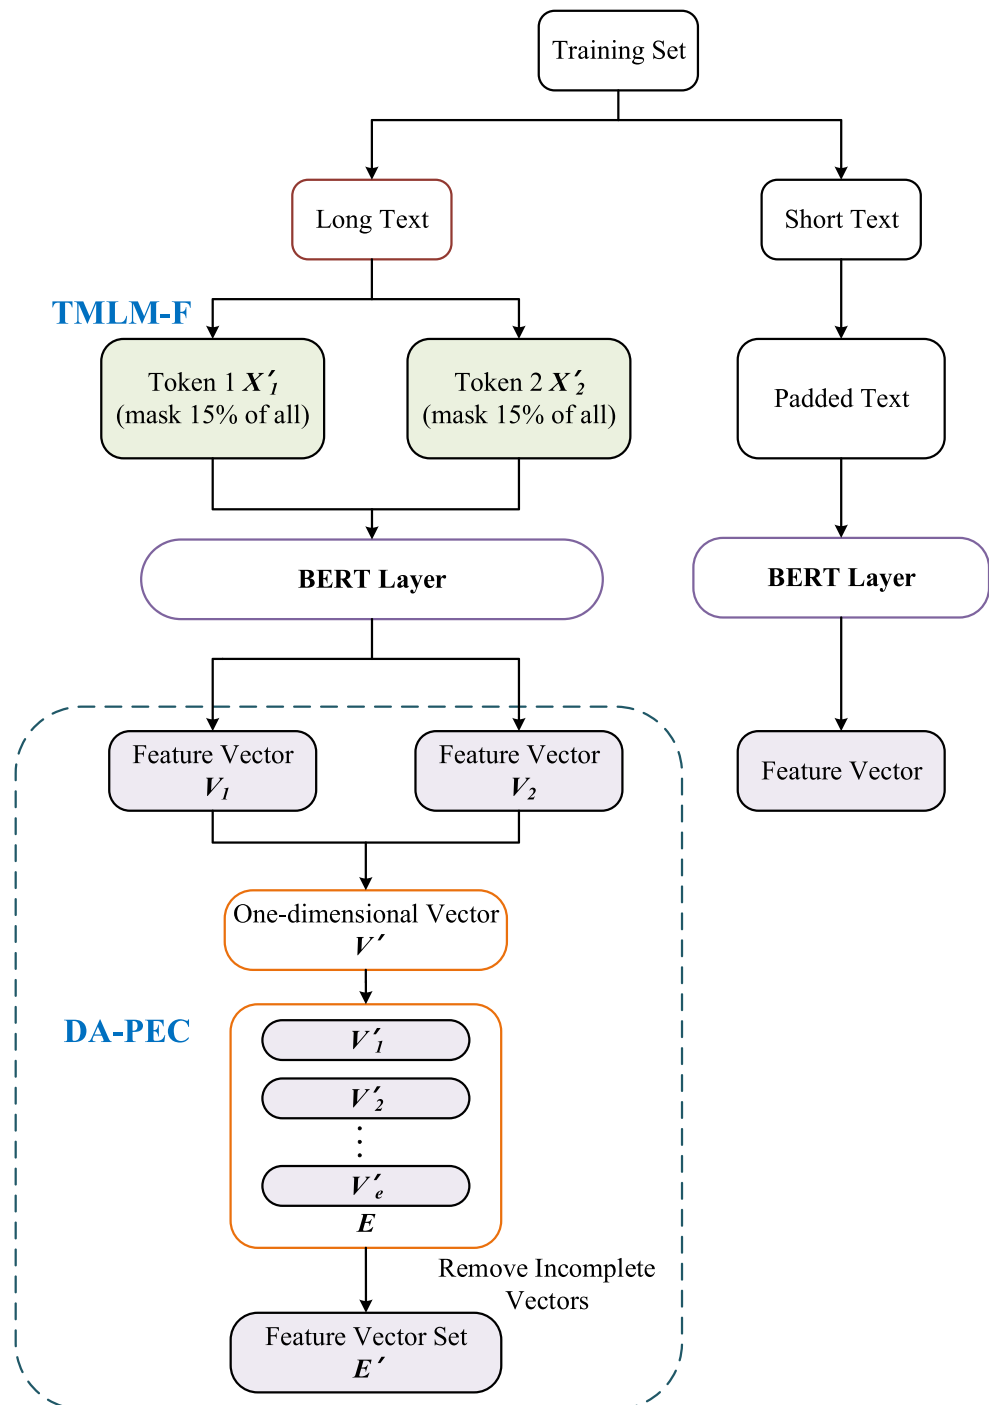 Training Set
Long Text
Short Text
TMLM-F
Token 1 X′1
(mask 15% of all)
Token 2 X′2
(mask 15% of all)
Padded Text
BERT Layer
BERT Layer
Feature Vector
V1
Feature Vector
V2
Feature Vector
One-dimensional Vector
V′
DA-PEC
V′1
V′2
⋮
V′e
E
Remove Incomplete
Vectors
Feature Vector Set
E′